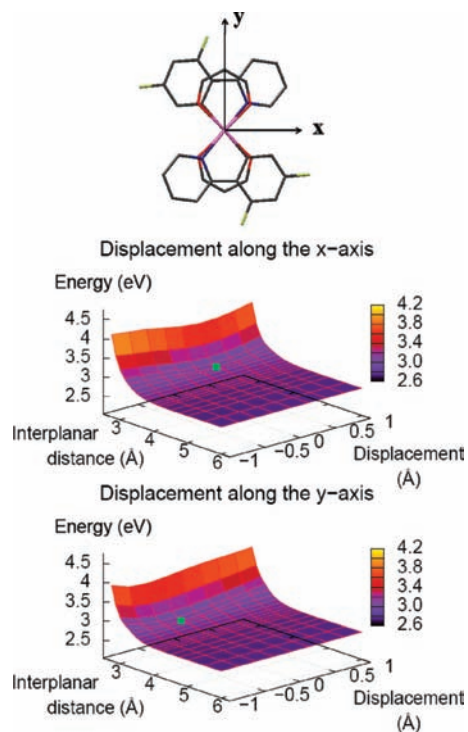 y
x
Displacement along the x-axis
Energy (eV)
4.5
4
3.5
3
2.5
4.2
3.8
3.4
3.0
2.6
Interplanar
distance (Å)
3
4
5
6
-1
-0.5
0
0.5
1
Displacement
(Å)
Displacement along the y-axis
Energy (eV)
4.5
4
3.5
3
2.5
4.2
3.8
3.4
3.0
2.6
Interplanar
distance (Å)
3
4
5
6
-1
-0.5
0
0.5
1
Displacement
(Å)